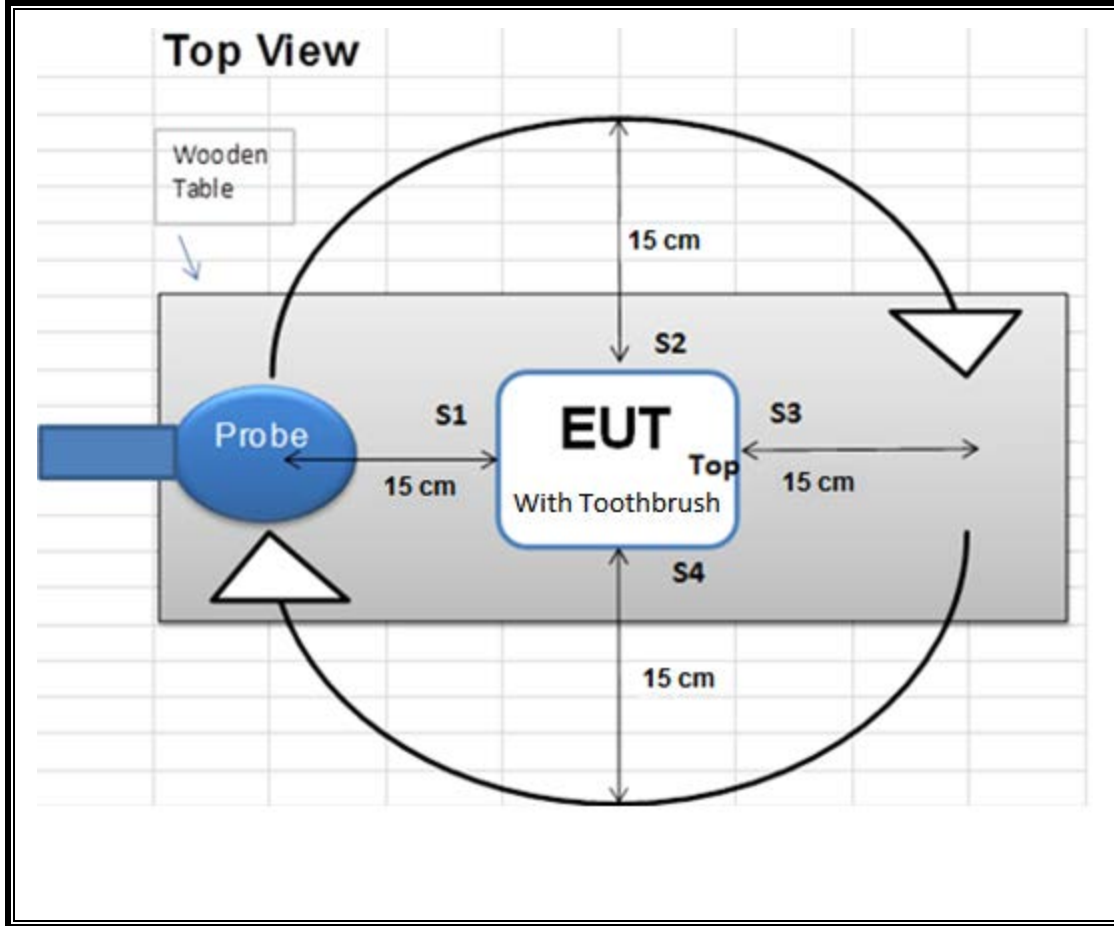 Top View
Wooden
Table
15 cm
S2
S1
EUT
S3
Probe
Top
15 cm
15 cm
With Toothbrush
S4
15 cm